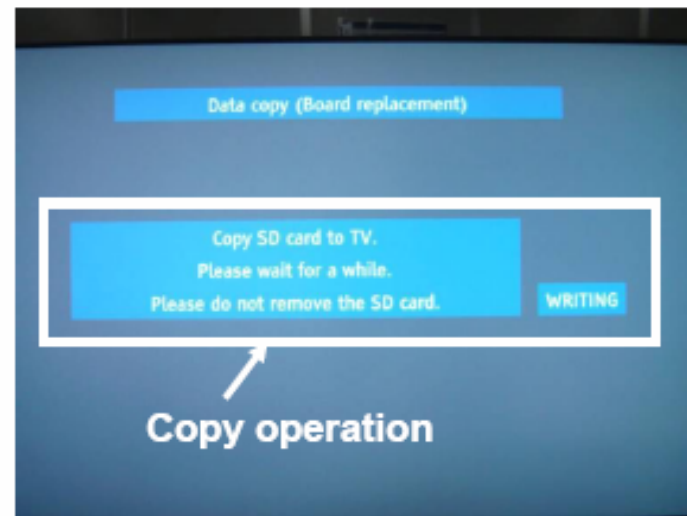 Data copy (Board replacement)
Copy SD card to TV.
Please wait for a while.
Please do not remove the SD card.
WRITING
Copy operation